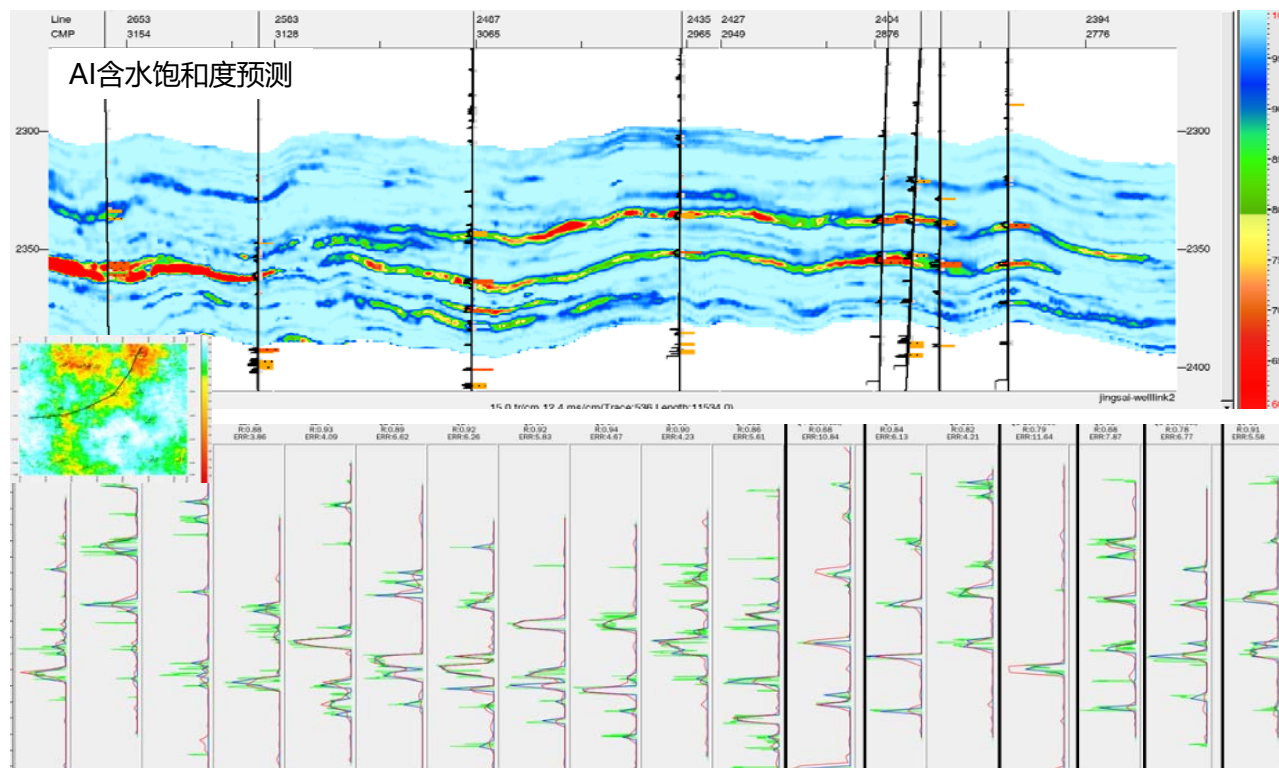 Line 2653 2583 2487 2435 2427 2404 2394
CMP 3154 3128 3065 2965 2949 2876 2776
AI含水饱和度预测
2300 2300
2350 2350
2400
jingsai-welllink2
15.0 tr/cm 12.4 ms/cm(Trace:536 Length:11534.0)
R:0.88 R:0.93 R:0.89 R:0.92 R:0.92 R:0.94 R:0.90 R:0.86 R:0.68 R:0.84 R:0.82 R:0.79 R:0.68 R:0.78 R:0.91
ERR:3.86 ERR:4.09 ERR:6.62 ERR:6.26 ERR:5.83 ERR:4.67 ERR:4.23 ERR:5.61 ERR:10.84 ERR:6.13 ERR:4.21 ERR:11.64 ERR:7.87 ERR:6.77 ERR:5.58